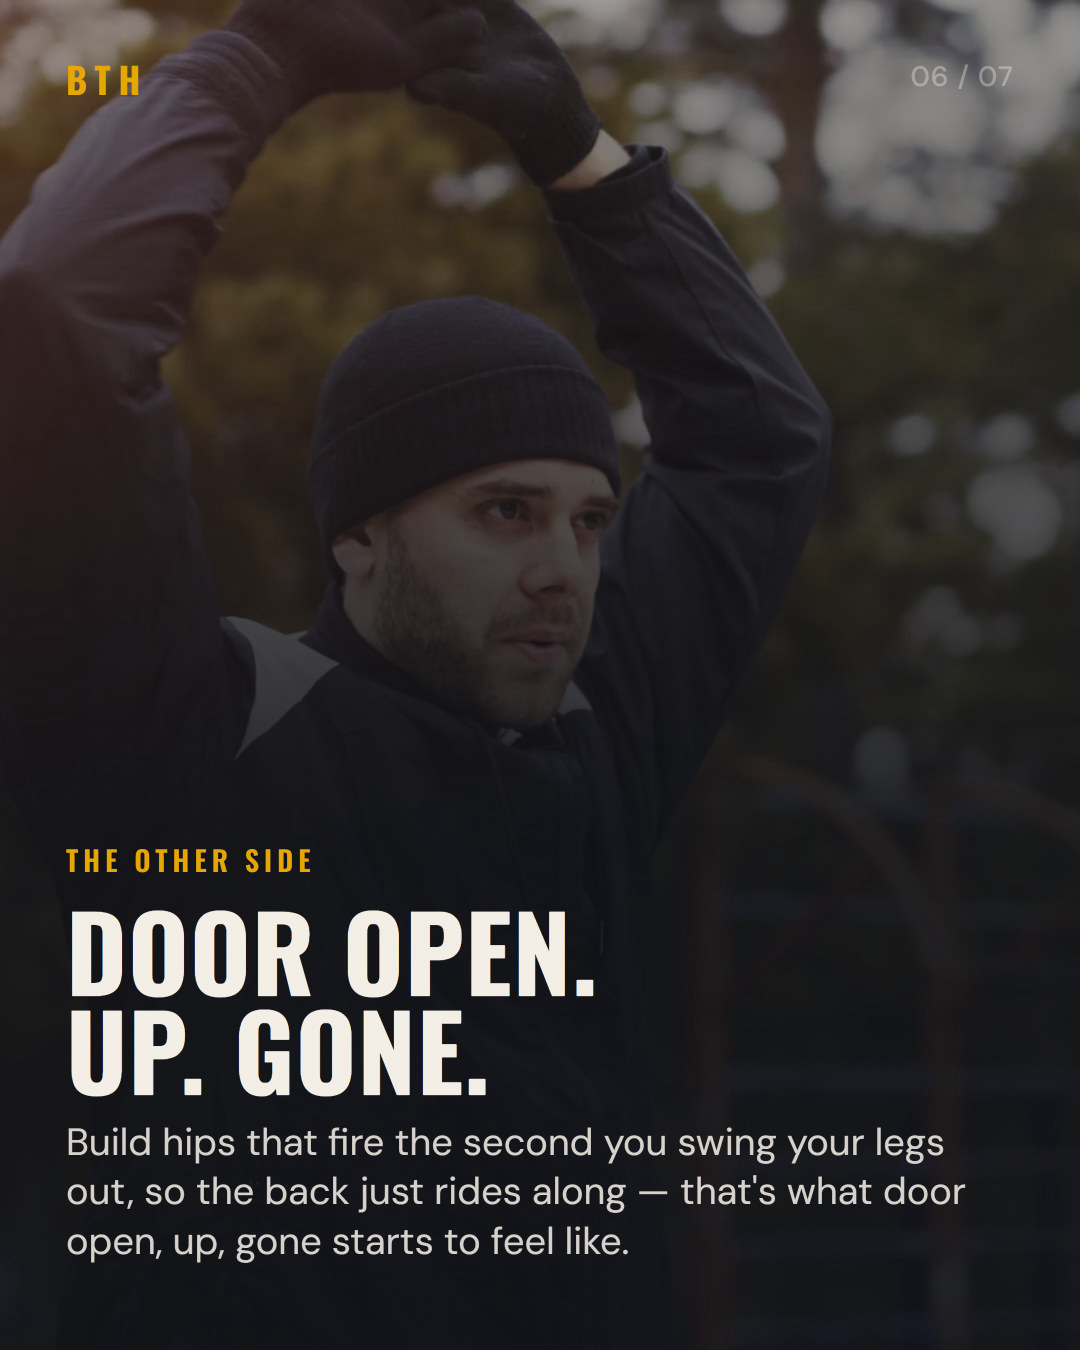 BTH
06 / 07
THE OTHER SIDE
DOOR OPEN.
UP. GONE.
Build hips that fire the second you swing your legs
out, so the back just rides along — that's what door
open, up, gone starts to feel like.